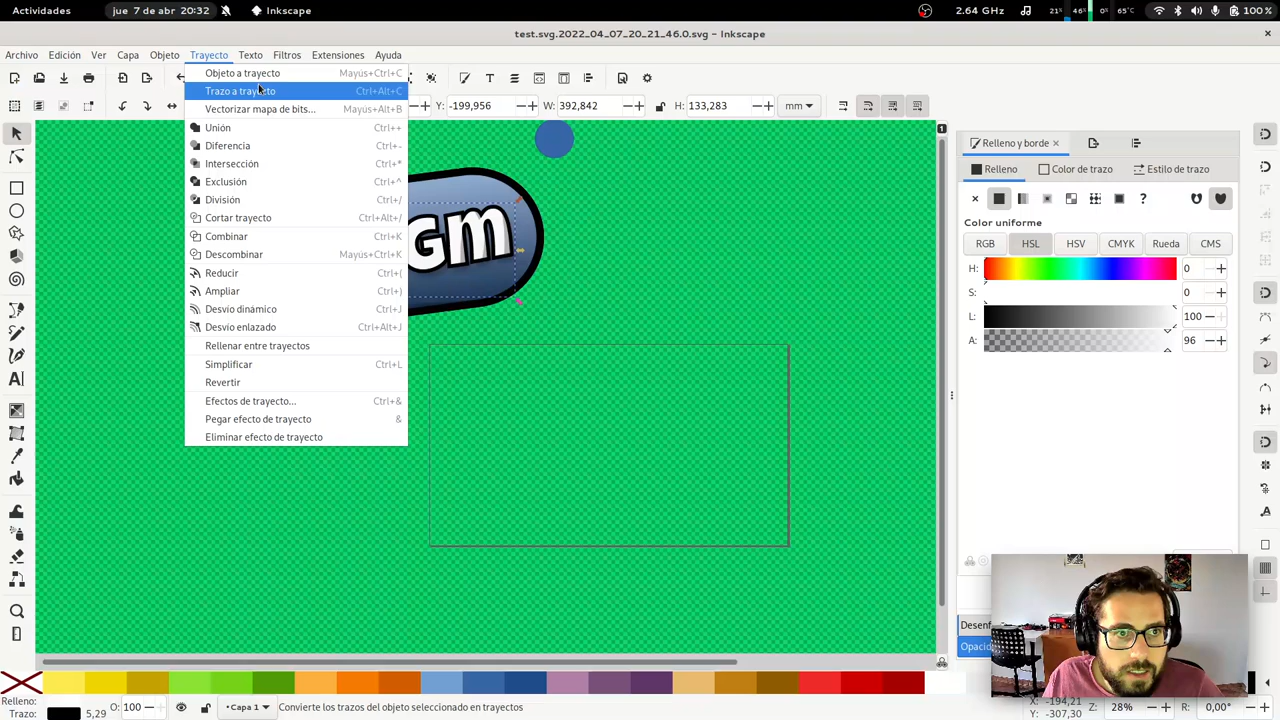 Actividades
jue 7 de abr 20:32
Inkscape
2.64 GHz
21%
46%
0%
65°C
100 %
test.svg.2022_04_07_20_21_46.0.svg – Inkscape
Archivo Edición Ver Capa Objeto Trayecto Texto Filtros Extensiones Ayuda
Objeto a trayecto Mayús+Ctrl+C
Trazo a trayecto Ctrl+Alt+C
Vectorizar mapa de bits... Mayús+Alt+B
Unión Ctrl++
Diferencia Ctrl+-
Intersección Ctrl+*
Exclusión Ctrl+^
División Ctrl+/
Cortar trayecto Ctrl+Alt+/
Combinar Ctrl+K
Descombinar Mayús+Ctrl+K
Reducir Ctrl+(
Ampliar Ctrl+)
Desvío dinámico Ctrl+J
Desvío enlazado Ctrl+Alt+J
Rellenar entre trayectos
Simplificar Ctrl+L
Revertir
Efectos de trayecto... Ctrl+&
Pegar efecto de trayecto &
Eliminar efecto de trayecto
Y: -199,956
W: 392,842
H: 133,283
mm
Gm
1
Relleno y borde
Relleno
Color de trazo
Estilo de trazo
Color uniforme
RGB HSL HSV CMYK Rueda CMS
H: 0
S: 0
L: 100
A: 96
Desenf
Opacid
Relleno:
Trazo: 5,29
O: 100
Capa 1
Convierte los trazos del objeto seleccionado en trayectos
X: -194,21
Y: -307,30
Z: 28%
R: 0,00°